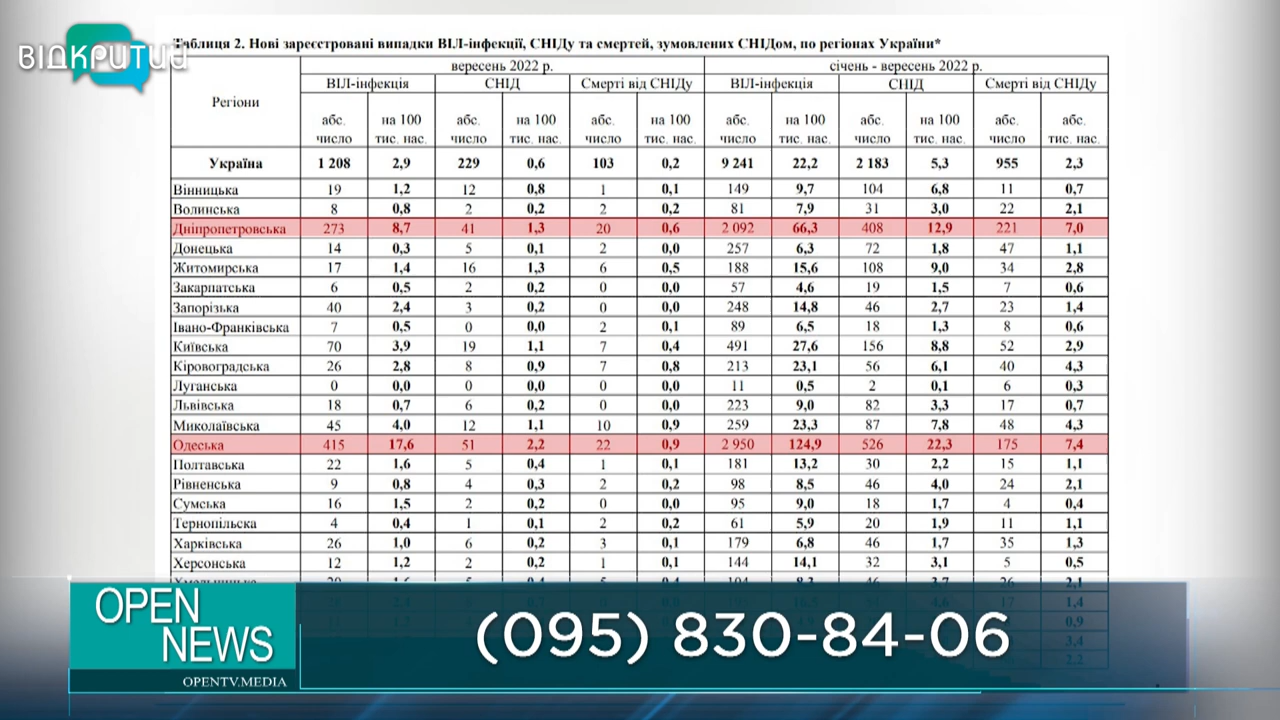 ВІДКРИТИЙ
Таблиця 2. Нові зареєстровані випадки ВІЛ-інфекції, СНІДу та смертей, зумовлених СНІДом, по регіонах України*
Регіони вересень 2022 р. січень - вересень 2022 р.
ВІЛ-інфекція СНІД Смерті від СНІДу ВІЛ-інфекція СНІД Смерті від СНІДу
абс. число на 100 тис. нас. абс. число на 100 тис. нас. абс. число на 100 тис. нас. абс. число на 100 тис. нас. абс. число на 100 тис. нас. абс. число абс. тис. нас.
Україна 1 208 2,9 229 0,6 103 0,2 9 241 22,2 2 183 5,3 955 2,3
Вінницька 19 1,2 12 0,8 1 0,1 149 9,7 104 6,8 11 0,7
Волинська 8 0,8 2 0,2 2 0,2 81 7,9 31 3,0 22 2,1
Дніпропетровська 273 8,7 41 1,3 20 0,6 2 092 66,3 408 12,9 221 7,0
Донецька 14 0,3 5 0,1 2 0,0 257 6,3 72 1,8 47 1,1
Житомирська 17 1,4 16 1,3 6 0,5 188 15,6 108 9,0 34 2,8
Закарпатська 6 0,5 2 0,2 0 0,0 57 4,6 19 1,5 7 0,6
Запорізька 40 2,4 3 0,2 0 0,0 248 14,8 46 2,7 23 1,4
Івано-Франківська 7 0,5 0 0,0 2 0,1 89 6,5 18 1,3 8 0,6
Київська 70 3,9 19 1,1 7 0,4 491 27,6 156 8,8 52 2,9
Кіровоградська 26 2,8 8 0,9 7 0,8 213 23,1 56 6,1 40 4,3
Луганська 0 0,0 0 0,0 0 0,0 11 0,5 2 0,1 6 0,3
Львівська 18 0,7 6 0,2 0 0,0 223 9,0 82 3,3 17 0,7
Миколаївська 45 4,0 12 1,1 10 0,9 259 23,3 87 7,8 48 4,3
Одеська 415 17,6 51 2,2 22 0,9 2 950 124,9 526 22,3 175 7,4
Полтавська 22 1,6 5 0,4 1 0,1 181 13,2 30 2,2 15 1,1
Рівненська 9 0,8 4 0,3 2 0,2 98 8,5 46 4,0 24 2,1
Сумська 16 1,5 2 0,2 0 0,0 95 9,0 18 1,7 4 0,4
Тернопільска 4 0,4 1 0,1 2 0,2 61 5,9 20 1,9 11 1,1
Харківська 26 1,0 6 0,2 3 0,1 179 6,8 46 1,7 35 1,3
Херсонська 12 1,2 2 0,2 1 0,1 144 14,1 32 3,1 5 0,5
2,1
1,4
0,9
3,4
2,2
OPEN
NEWS
OPENTV.MEDIA
(095) 830-84-06